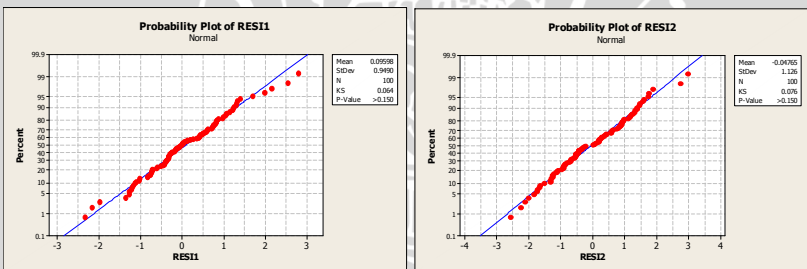 Probability Plot of RESI1
Normal
99.9
99
95
90
80
70
60
50
40
30
20
10
5
1
0.1
Percent
-3 -2 -1 0 1 2 3
RESI1
Mean 0.09598
StDev 0.9490
N 100
KS 0.064
P-Value >0.150
Probability Plot of RESI2
Normal
99.9
99
95
90
80
70
60
50
40
30
20
10
5
1
0.1
Percent
-4 -3 -2 -1 0 1 2 3 4
RESI2
Mean -0.04765
StDev 1.126
N 100
KS 0.076
P-Value >0.150